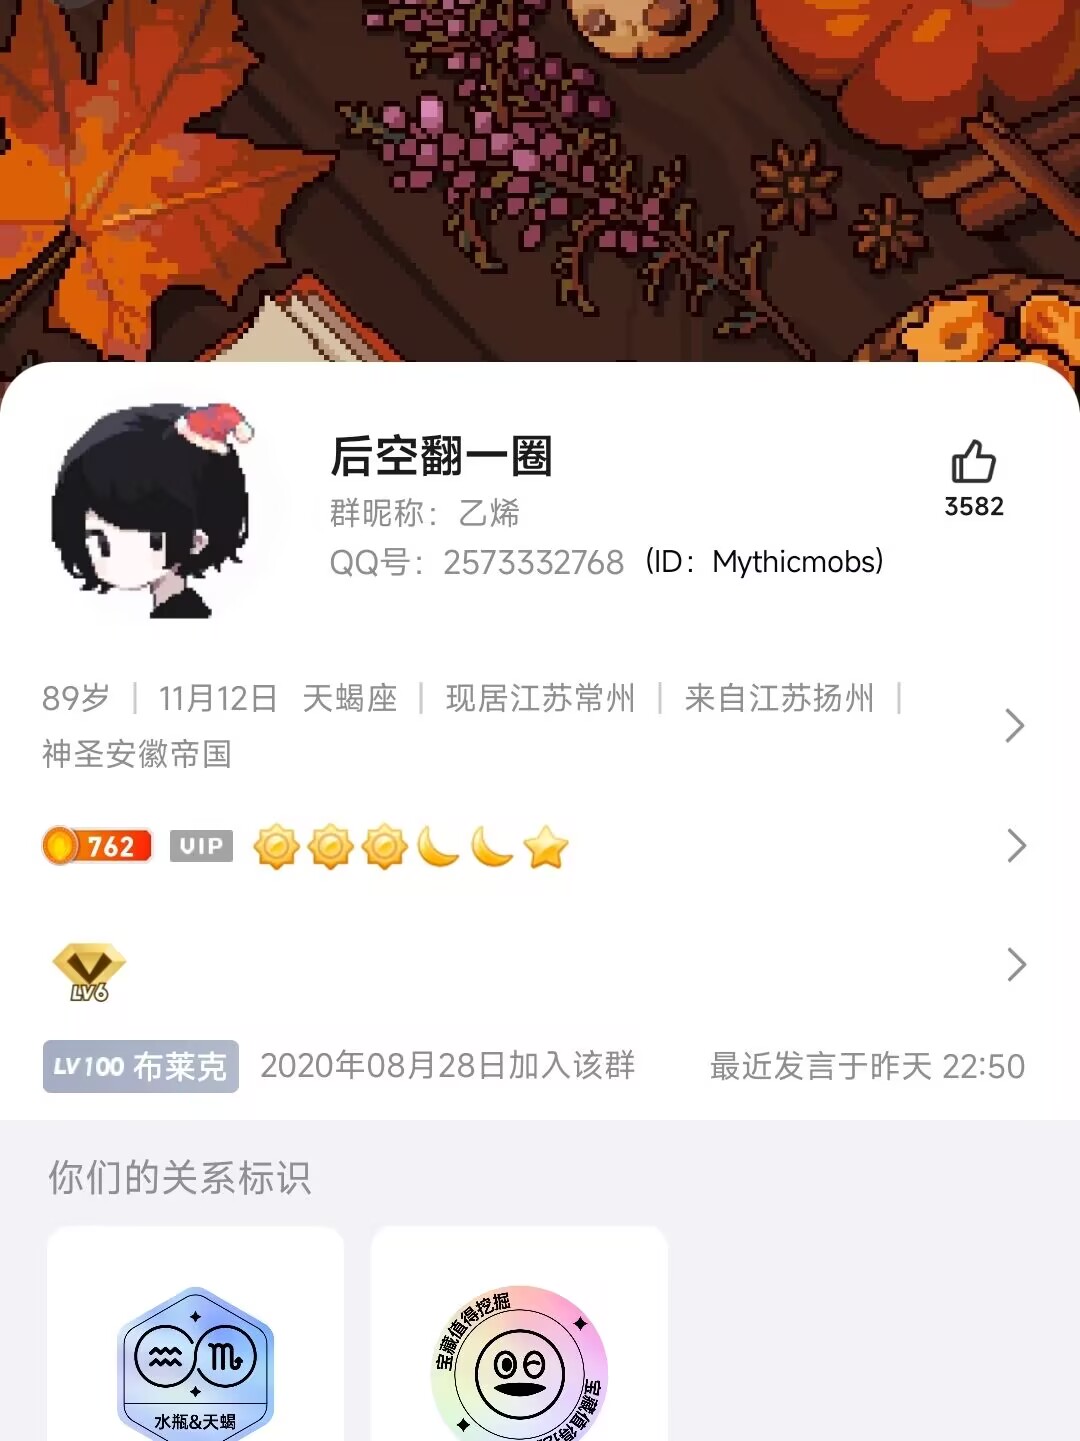 后空翻一圈
3582
群昵称：乙烯
QQ号：2573332768 (ID：Mythicmobs)
89岁 | 11月12日 天蝎座 | 现居江苏常州 | 来自江苏扬州 |
神圣安徽帝国
762 VIP
LV6
LV100 布莱克 2020年08月28日加入该群 最近发言于昨天 22:50
你们的关系标识
水瓶&天蝎
宝藏值得挖掘
宝藏值得挖